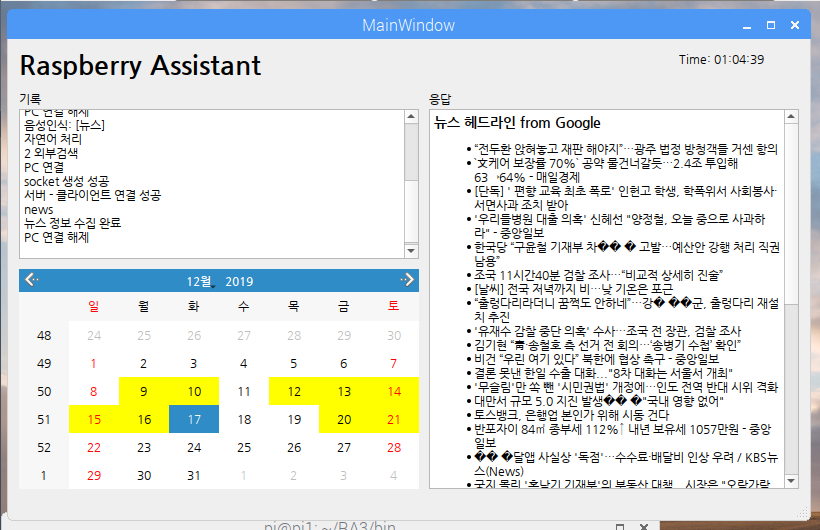 MainWindow
Raspberry Assistant
Time: 01:04:39
기록
PC 연결 해제
음성인식: [뉴스]
자연어 처리
2 외부검색
PC 연결
socket 생성 성공
서버 - 클라이언트 연결 성공
news
뉴스 정보 수집 완료
PC 연결 해제
12월, 2019
일 월 화 수 목 금 토
48 24 25 26 27 28 29 30
49 1 2 3 4 5 6 7
50 8 9 10 11 12 13 14
51 15 16 17 18 19 20 21
52 22 23 24 25 26 27 28
1 29 30 31 1 2 3 4
응답
뉴스 헤드라인 from Google
• “전두환 앉혀놓고 재판 해야지”…광주 법정 방청객들 거센 항의
• `文케어 보장률 70%` 공약 물건너갈듯…2.4조 투입해
63→64% - 매일경제
• [단독] ' 편향 교육 최초 폭로' 인헌고 학생, 학폭위서 사회봉사·
서면사과 조치 받아
• '우리들병원 대출 의혹' 신혜선 "양정철, 오늘 중으로 사과하
라" - 중앙일보
• 한국당 “구윤철 기재부 차�� � 고발…예산안 강행 처리 직권
남용”
• 조국 11시간40분 검찰 조사…“비교적 상세히 진술”
• [날씨] 전국 저녁까지 비…낮 기온은 포근
• “출렁다리라더니 꿈쩍도 안하네”…강� ��군, 출렁다리 재설
치 추진
• '유재수 감찰 중단 의혹' 수사…조국 전 장관, 검찰 조사
• 김기현 “靑·송철호 측 선거 전 회의…‘송병기 수첩’ 확인”
• 비건 “우린 여기 있다” 북한에 협상 촉구 - 중앙일보
• 결론 못낸 한일 수출 대화…"8차 대화는 서울서 개최"
• '무슬림'만 쏙 뺀 '시민권법' 개정에…인도 전역 반대 시위 격화
• 대만서 규모 5.0 지진 발생�� �"국내 영향 없어"
• 토스뱅크, 은행업 본인가 위해 시동 건다
• 반포자이 84㎡ 종부세 112%↑ 내년 보유세 1057만원 - 중앙
일보
• �� �달앱 사실상 '독점'…수수료·배달비 인상 우려 / KBS뉴
스(News)
pi@pi1: ~/RA3/bin